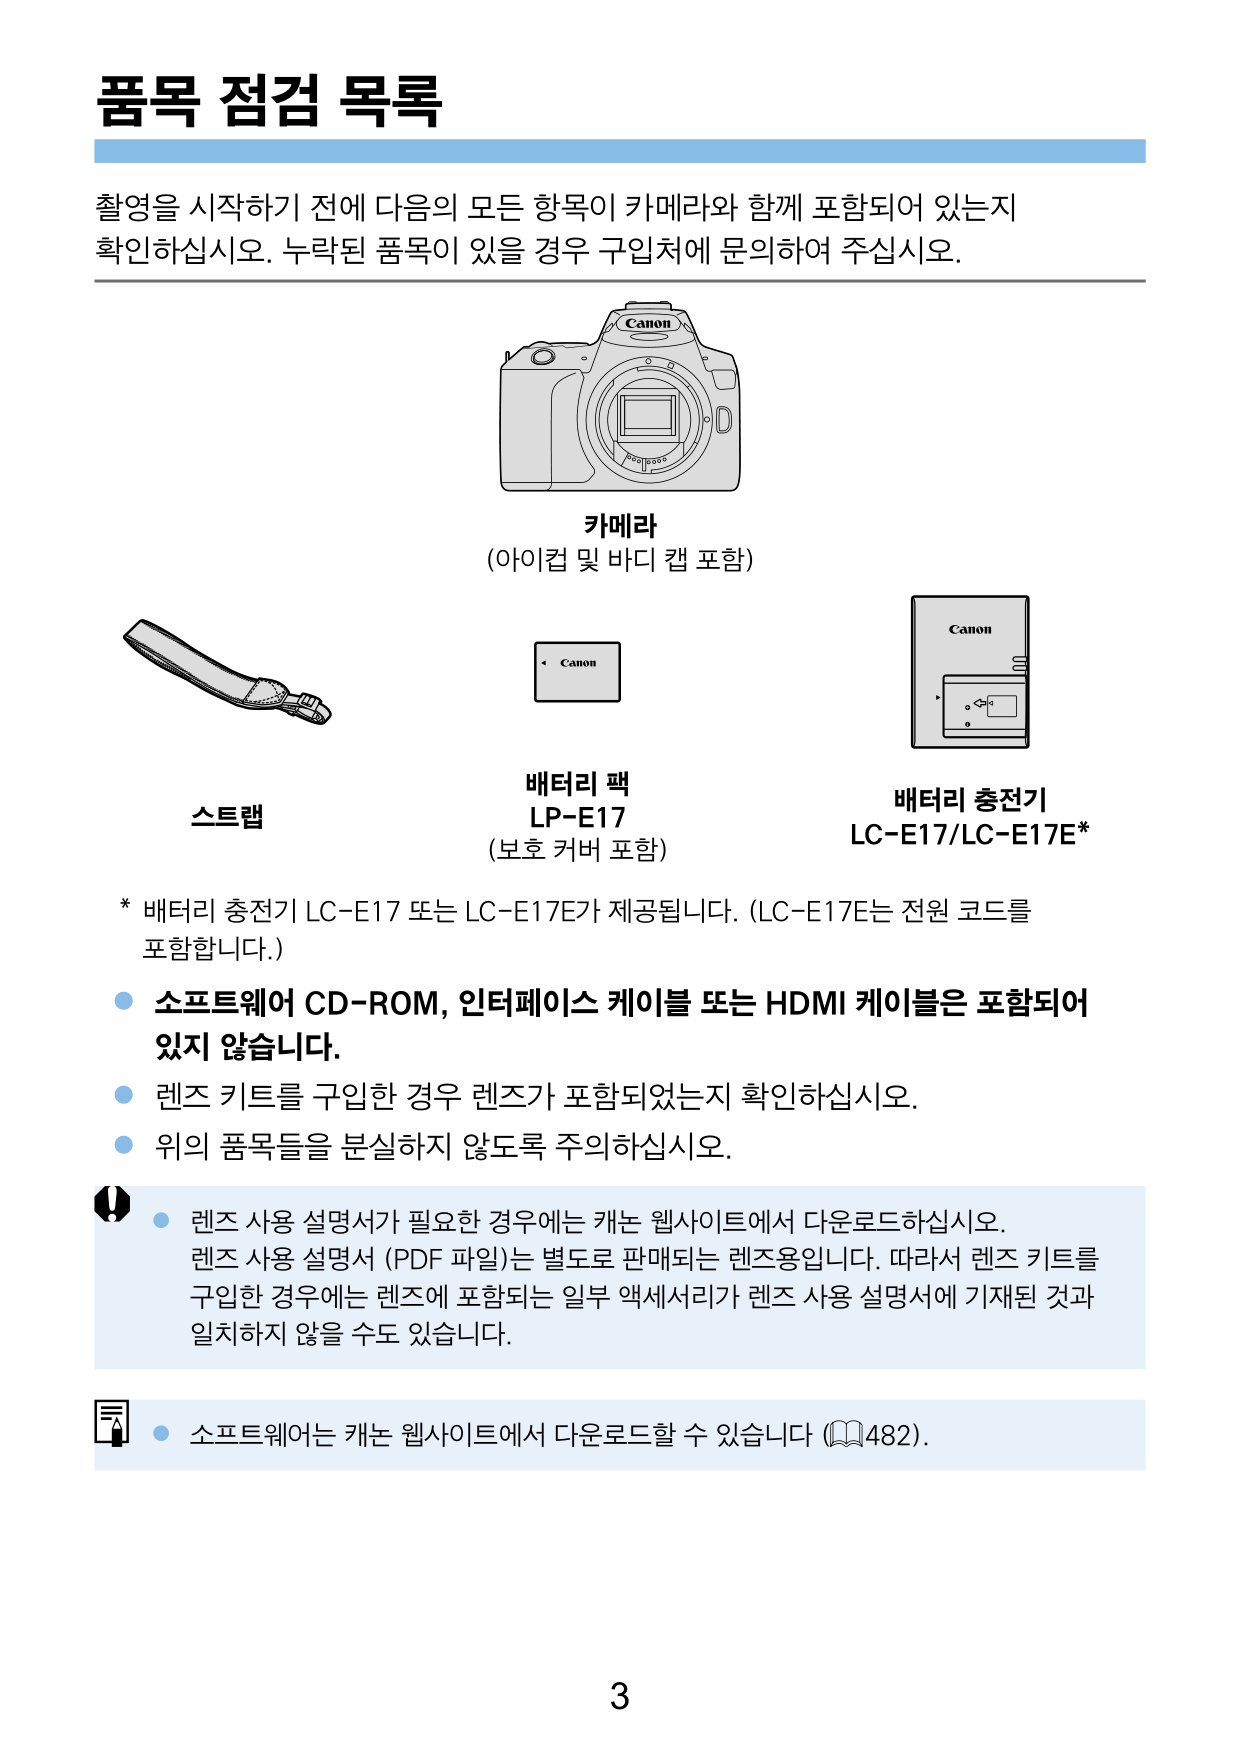 품목 점검 목록
촬영을 시작하기 전에 다음의 모든 항목이 카메라와 함께 포함되어 있는지
확인하십시오. 누락된 품목이 있을 경우 구입처에 문의하여 주십시오.
Canon
카메라
(아이컵 및 바디 캡 포함)
Canon
Canon
스트랩
배터리 팩
LP-E17
(보호 커버 포함)
배터리 충전기
LC-E17/LC-E17E*
* 배터리 충전기 LC-E17 또는 LC-E17E가 제공됩니다. (LC-E17E는 전원 코드를
포함합니다.)
● 소프트웨어 CD-ROM, 인터페이스 케이블 또는 HDMI 케이블은 포함되어
있지 않습니다.
● 렌즈 키트를 구입한 경우 렌즈가 포함되었는지 확인하십시오.
● 위의 품목들을 분실하지 않도록 주의하십시오.
● 렌즈 사용 설명서가 필요한 경우에는 캐논 웹사이트에서 다운로드하십시오.
렌즈 사용 설명서 (PDF 파일)는 별도로 판매되는 렌즈용입니다. 따라서 렌즈 키트를
구입한 경우에는 렌즈에 포함되는 일부 액세서리가 렌즈 사용 설명서에 기재된 것과
일치하지 않을 수도 있습니다.
● 소프트웨어는 캐논 웹사이트에서 다운로드할 수 있습니다 (482).
3